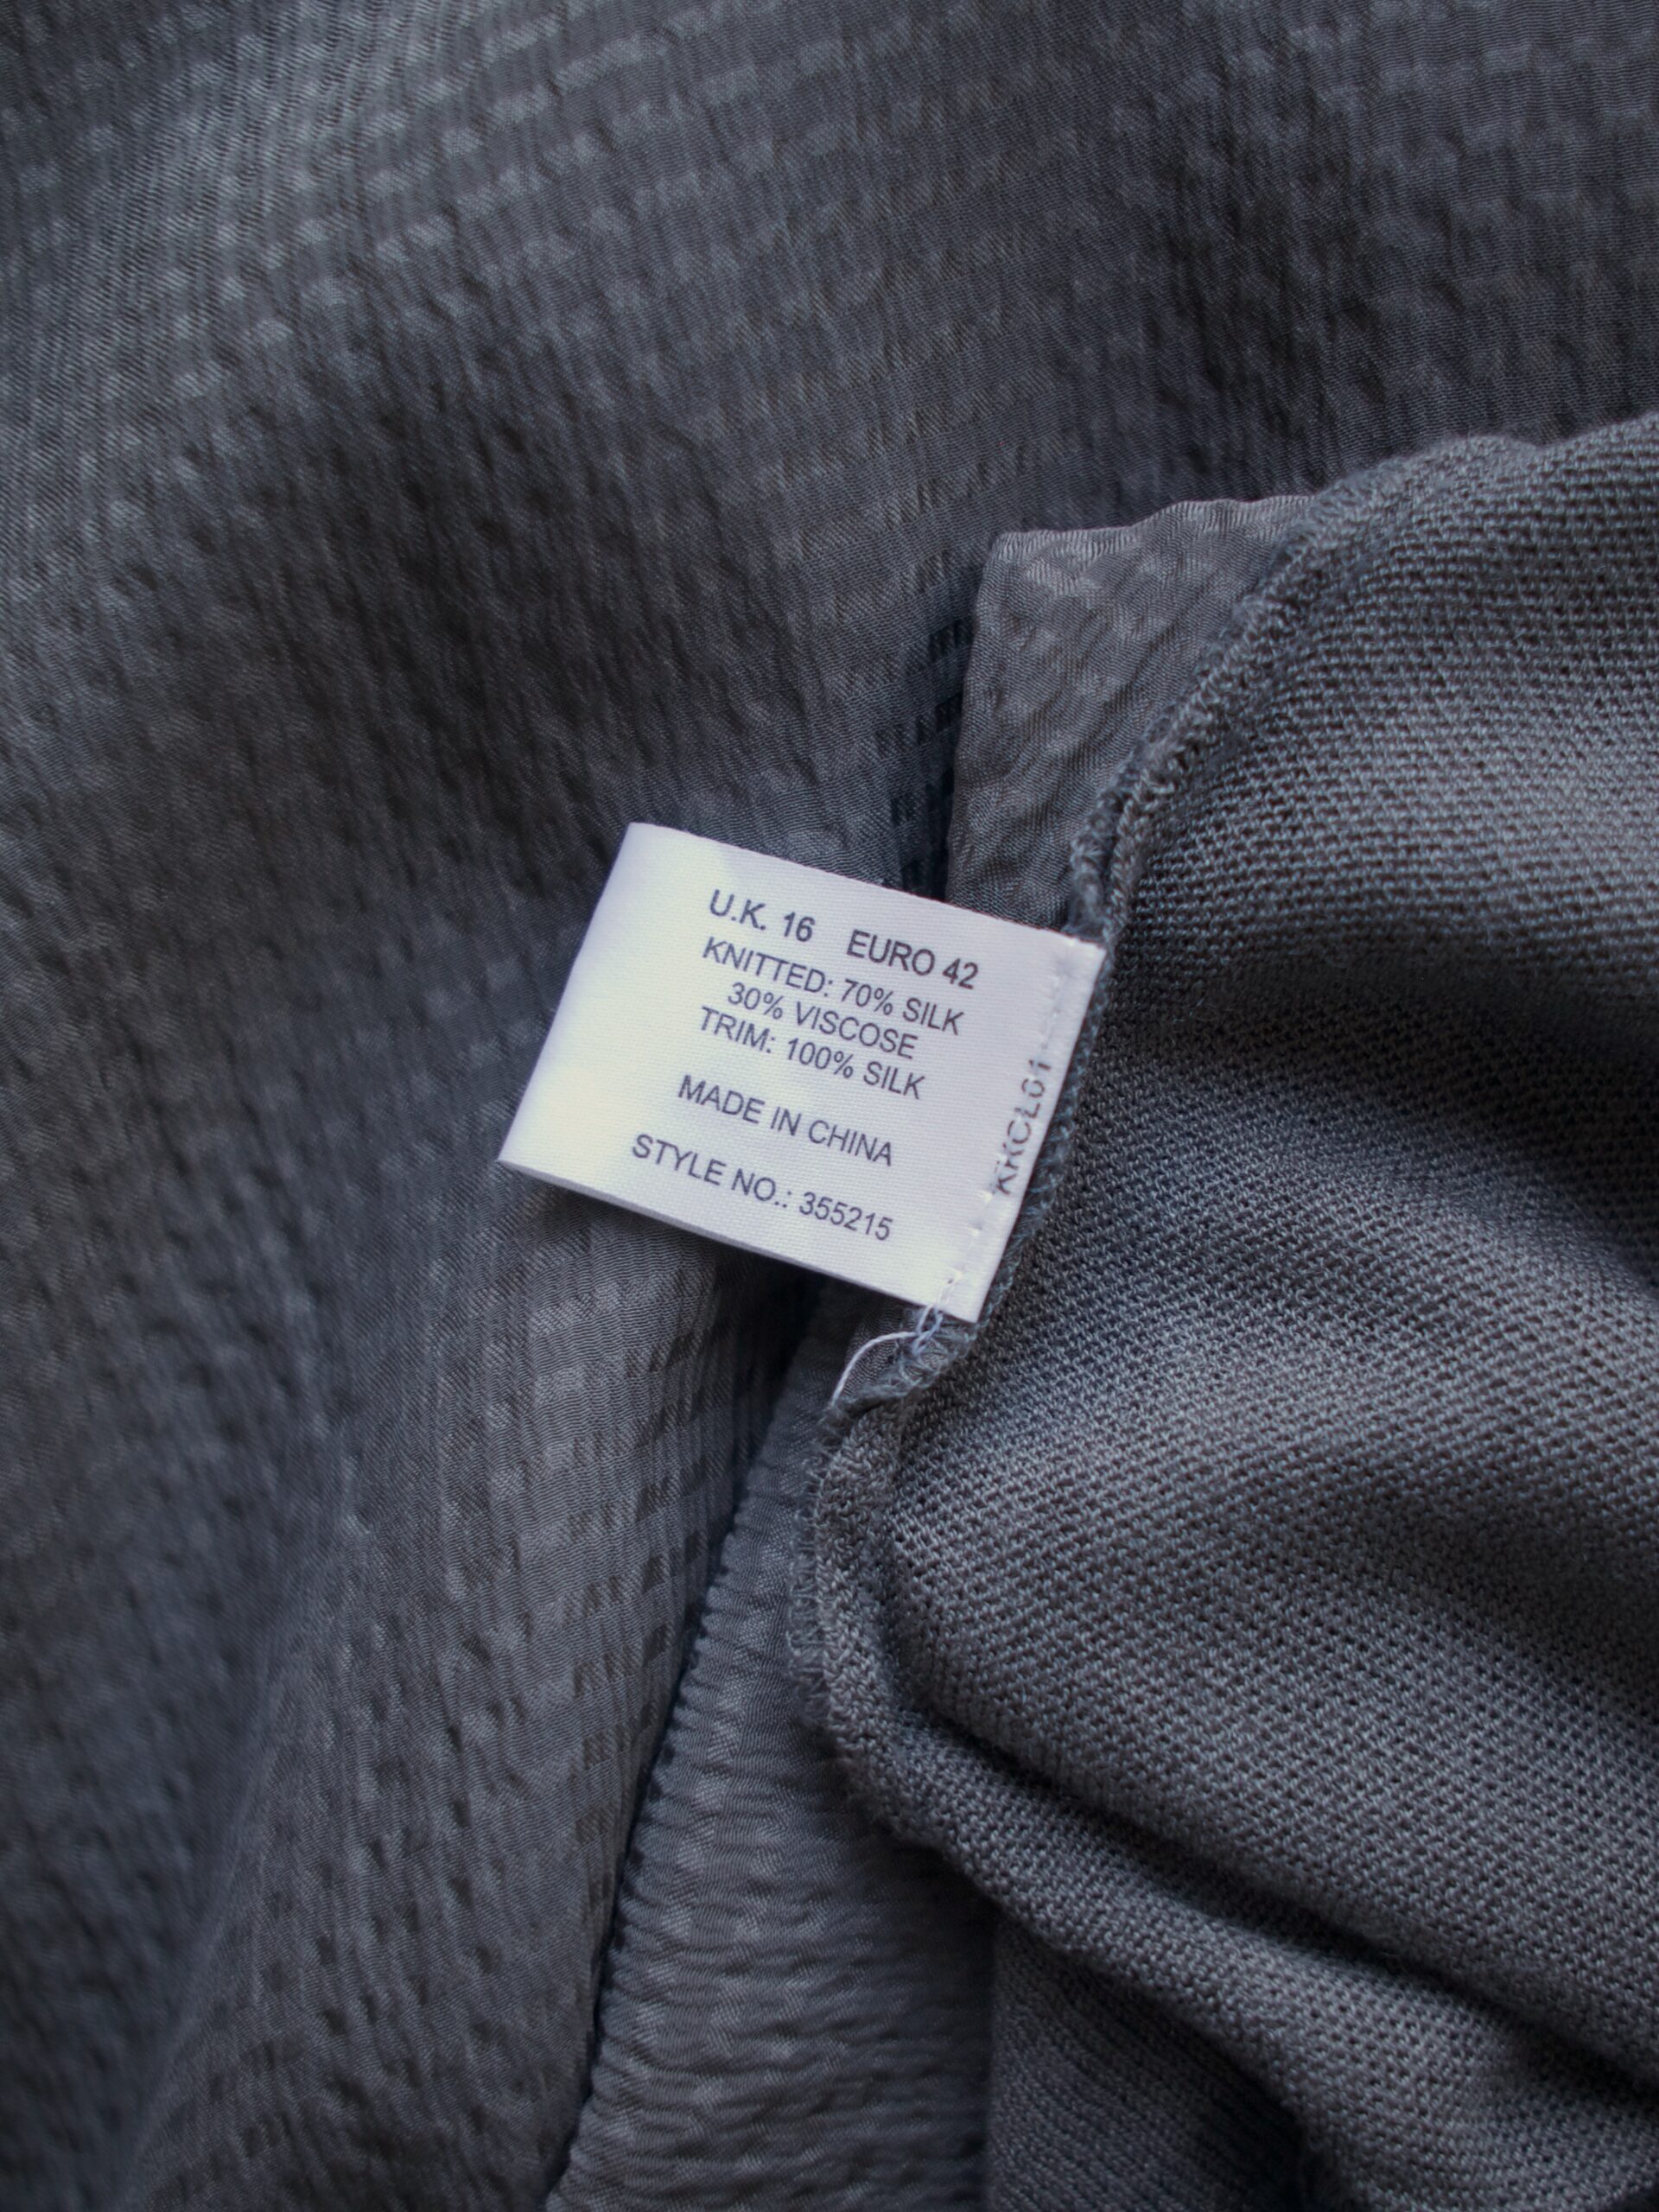 U.K. 16 EURO 42
KNITTED: 70% SILK
30% VISCOSE
TRIM: 100% SILK
MADE IN CHINA
STYLE NO.: 355215